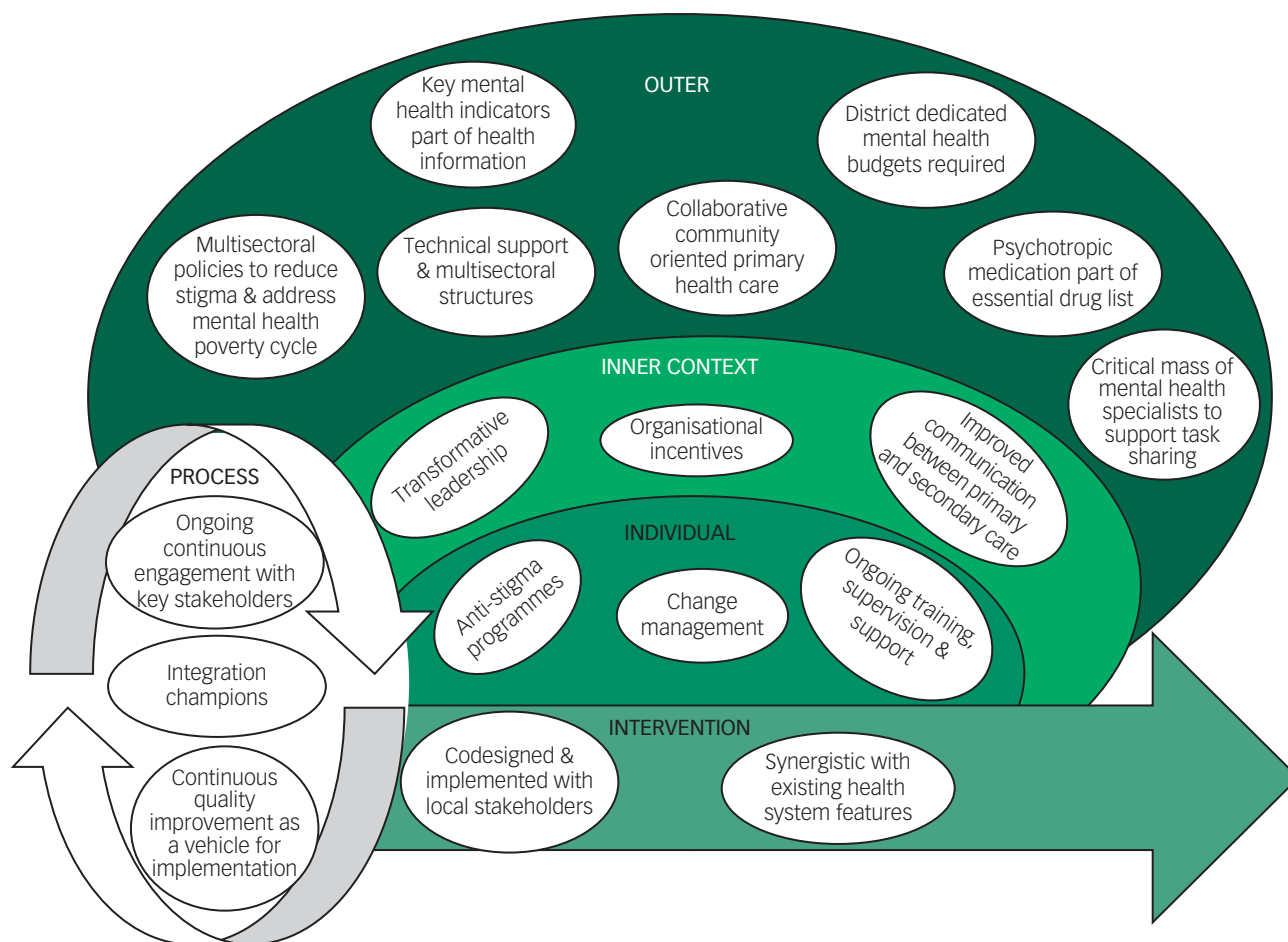 OUTER
Key mental
health indicators
part of health
information
District dedicated
mental health
budgets required
Multisectoral
policies to reduce
stigma & address
mental health
poverty cycle
Technical support
& multisectoral
structures
Collaborative
community
oriented primary
health care
Psychotropic
medication part of
essential drug list
Critical mass of
mental health
specialists to
support task
sharing
INNER CONTEXT
Transformative
leadership
Organisational
incentives
Improved
communication
between primary
and secondary care
INDIVIDUAL
Anti-stigma
programmes
Change
management
Ongoing training,
supervision &
support
PROCESS
Ongoing
continuous
engagement with
key stakeholders
Integration
champions
Continuous
quality
improvement as
a vehicle for
implementation
INTERVENTION
Codesigned &
implemented with
local stakeholders
Synergistic with
existing health
system features